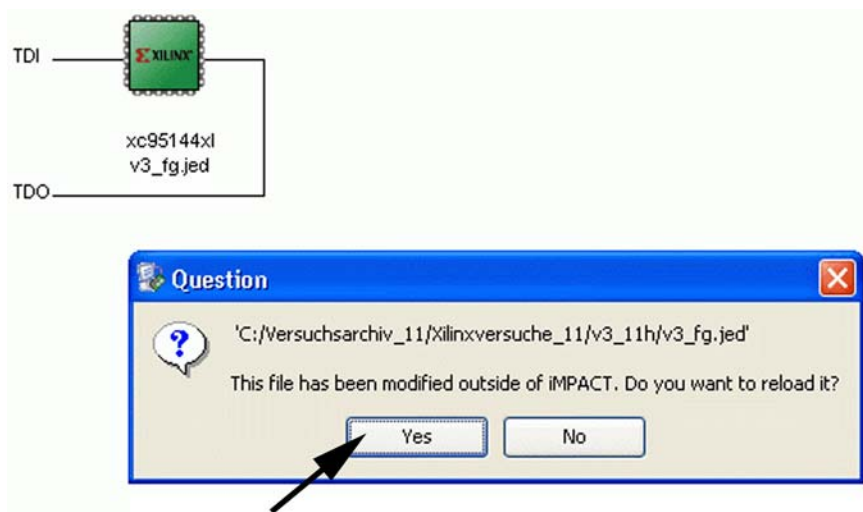 TDI
XILINX
xc95144xl
v3_fg.jed
TDO
Question
'C:/Versuchsarchiv_11/Xilinxversuche_11/v3_11h/v3_fg.jed'
This file has been modified outside of iMPACT. Do you want to reload it?
Yes
No